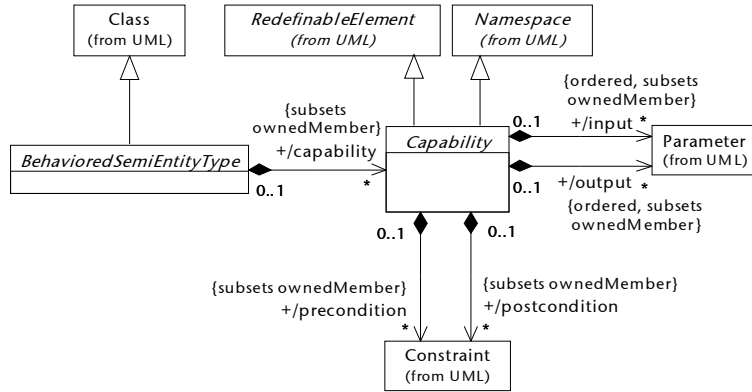 Class
(from UML)
RedefinableElement
(from UML)
Namespace
(from UML)
{subsets
ownedMember}
+/capability
BehavioredSemiEntityType
0..1
*
Capability
{ordered, subsets
ownedMember}
0..1
+/input
*
Parameter
(from UML)
0..1
+/output
*
{ordered, subsets
ownedMember}
0..1
0..1
{subsets ownedMember}
+/precondition
*
{subsets ownedMember}
+/postcondition
*
Constraint
(from UML)